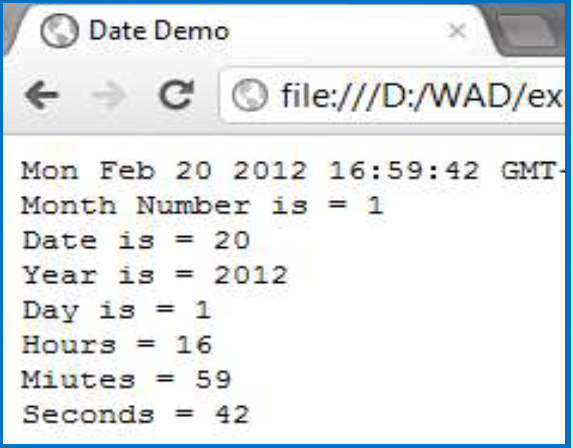 Date Demo
file:///D:/WAD/ex
Mon Feb 20 2012 16:59:42 GMT-
Month Number is = 1
Date is = 20
Year is = 2012
Day is = 1
Hours = 16
Miutes = 59
Seconds = 42